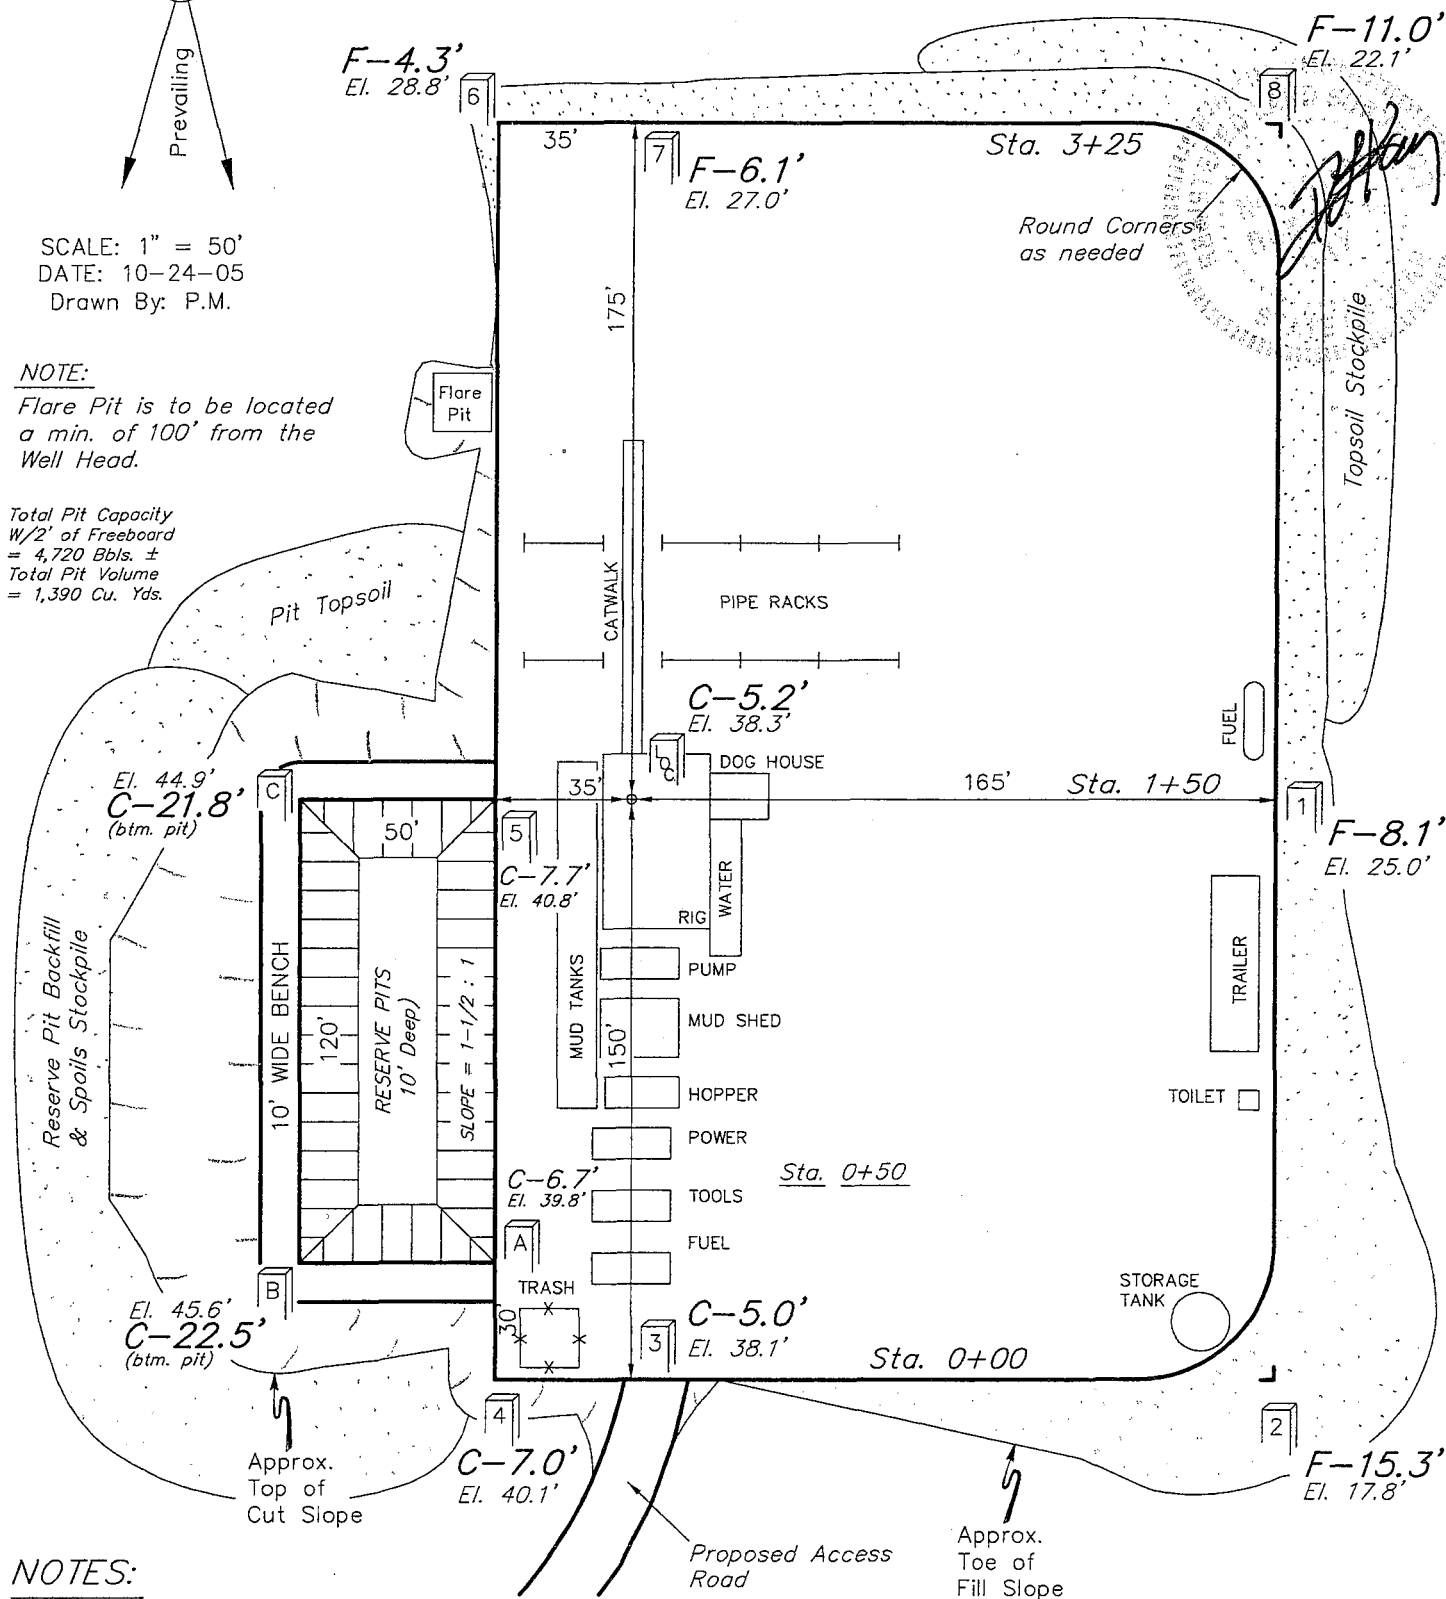 Prevailing
SCALE: 1" = 50'
DATE: 10-24-05
Drawn By: P.M.
NOTE:
Flare Pit is to be located
a min. of 100' from the
Well Head.
Total Pit Capacity
W/2' of Freeboard
= 4,720 Bbls. ±
Total Pit Volume
= 1,390 Cu. Yds.
F-4.3'
El. 28.8'
6
F-11.0'
El. 22.1'
8
35'
7
F-6.1'
El. 27.0'
Sta. 3+25
Round Corners
as needed
175'
Topsoil Stockpile
Flare
Pit
Pit Topsoil
CATWALK
PIPE RACKS
C-5.2'
El. 38.3'
LOC.
DOG HOUSE
FUEL
El. 44.9'
C-21.8'
(btm. pit)
C
35'
165'
Sta. 1+50
1
F-8.1'
El. 25.0'
50'
5
C-7.7'
El. 40.8'
WATER
RIG
Reserve Pit Backfill
& Spoils Stockpile
10' WIDE BENCH
120'
RESERVE PITS
10' Deep)
SLOPE = 1-1/2 : 1
MUD TANKS
150'
PUMP
MUD SHED
HOPPER
POWER
TOOLS
FUEL
TRAILER
TOILET
Sta. 0+50
C-6.7'
El. 39.8'
A
TRASH
30'
B
El. 45.6'
C-22.5'
(btm. pit)
3
C-5.0'
El. 38.1'
STORAGE
TANK
Sta. 0+00
4
C-7.0'
El. 40.1'
2
F-15.3'
El. 17.8'
Approx.
Top of
Cut Slope
Proposed Access
Road
Approx.
Toe of
Fill Slope
NOTES: